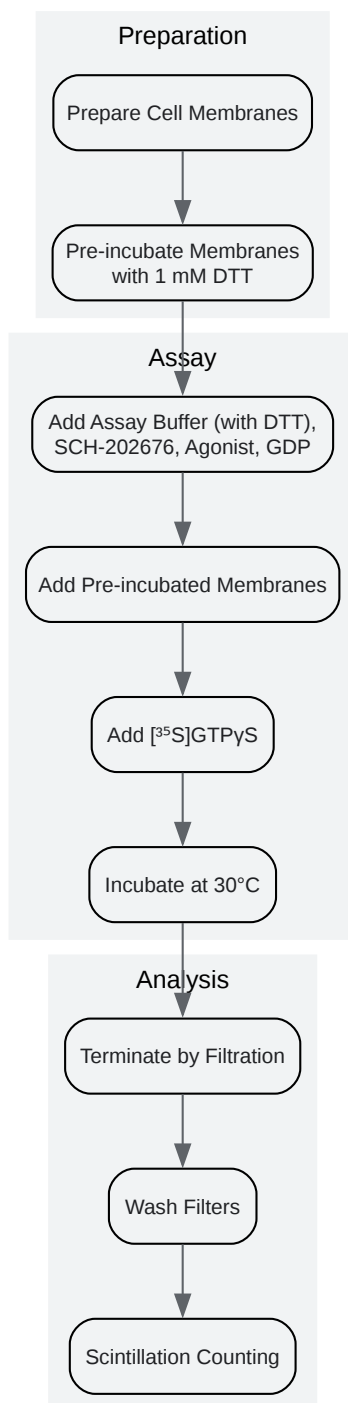 Preparation
Prepare Cell Membranes
Pre-incubate Membranes
with 1 mM DTT
Assay
Add Assay Buffer (with DTT),
SCH-202676, Agonist, GDP
Add Pre-incubated Membranes
Add [³⁵S]GTPγS
Incubate at 30°C
Analysis
Terminate by Filtration
Wash Filters
Scintillation Counting